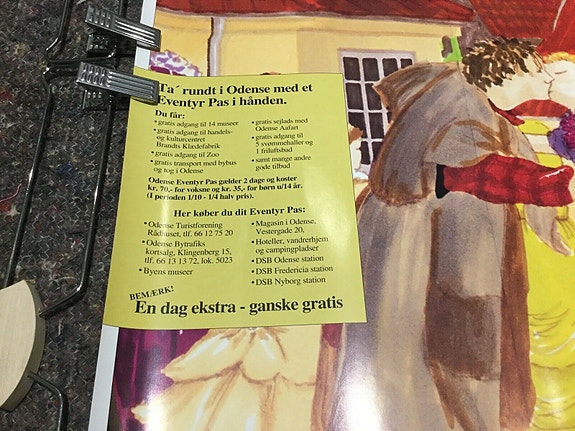 Ta´ rundt i Odense med et
Eventyr Pas i hånden.
Du får:
• gratis adgang til 14 museer
• gratis adgang til handels-
og kulturcentret
Brandts Klædefabrik
• gratis adgang til Zoo
• gratis transport med bybus
og tog i Odense
• gratis sejlads med
Odense Aafart
• gratis adgang til
5 svømmehaller og
1 friluftsbad
• samt mange andre
gode tilbud
Odense Eventyr Pas gælder 2 dage og koster
kr. 70,- for voksne og kr. 35,- for børn u/14 år.
(I perioden 1/10 - 1/4 halv pris).
Her køber du dit Eventyr Pas:
• Odense Turistforening
Rådhuset, tlf. 66 12 75 20
• Odense Bytrafiks
kortsalg, Klingenberg 15,
tlf. 66 13 13 72, lok. 5023
• Byens museer
• Magasin i Odense,
Vestergade 20,
• Hoteller, vandrerhjem
og campingpladser
• DSB Odense station
• DSB Fredericia station
• DSB Nyborg station
BEMÆRK!
En dag ekstra - ganske gratis